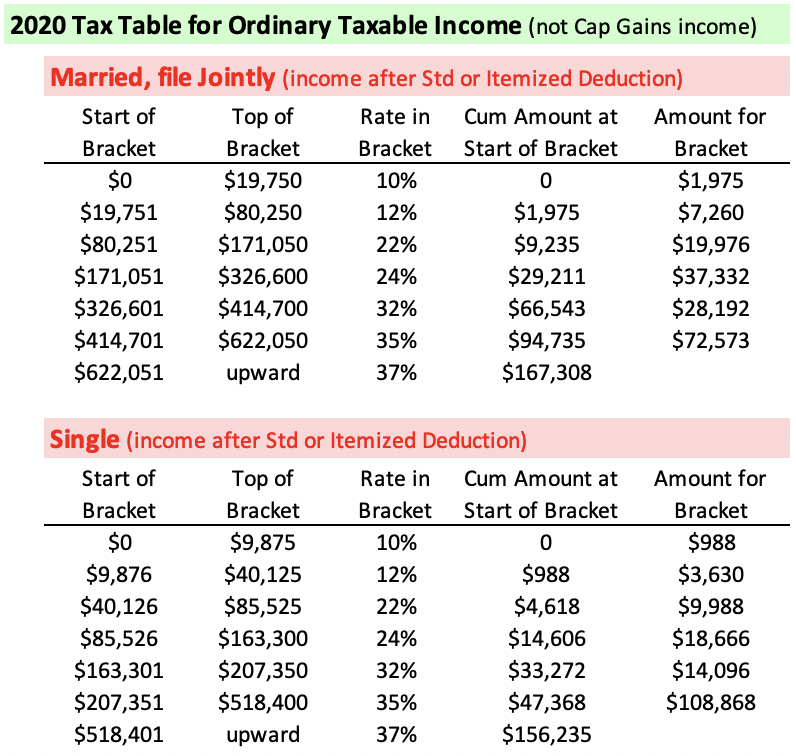 2020 Tax Table for Ordinary Taxable Income (not Cap Gains income)
Married, file Jointly (income after Std or Itemized Deduction)
Start of Top of Rate in Cum Amount at Amount for
Bracket Bracket Bracket Start of Bracket Bracket
$0 $19,750 10% 0 $1,975
$19,751 $80,250 12% $1,975 $7,260
$80,251 $171,050 22% $9,235 $19,976
$171,051 $326,600 24% $29,211 $37,332
$326,601 $414,700 32% $66,543 $28,192
$414,701 $622,050 35% $94,735 $72,573
$622,051 upward 37% $167,308
Single (income after Std or Itemized Deduction)
Start of Top of Rate in Cum Amount at Amount for
Bracket Bracket Bracket Start of Bracket Bracket
$0 $9,875 10% 0 $988
$9,876 $40,125 12% $988 $3,630
$40,126 $85,525 22% $4,618 $9,988
$85,526 $163,300 24% $14,606 $18,666
$163,301 $207,350 32% $33,272 $14,096
$207,351 $518,400 35% $47,368 $108,868
$518,401 upward 37% $156,235